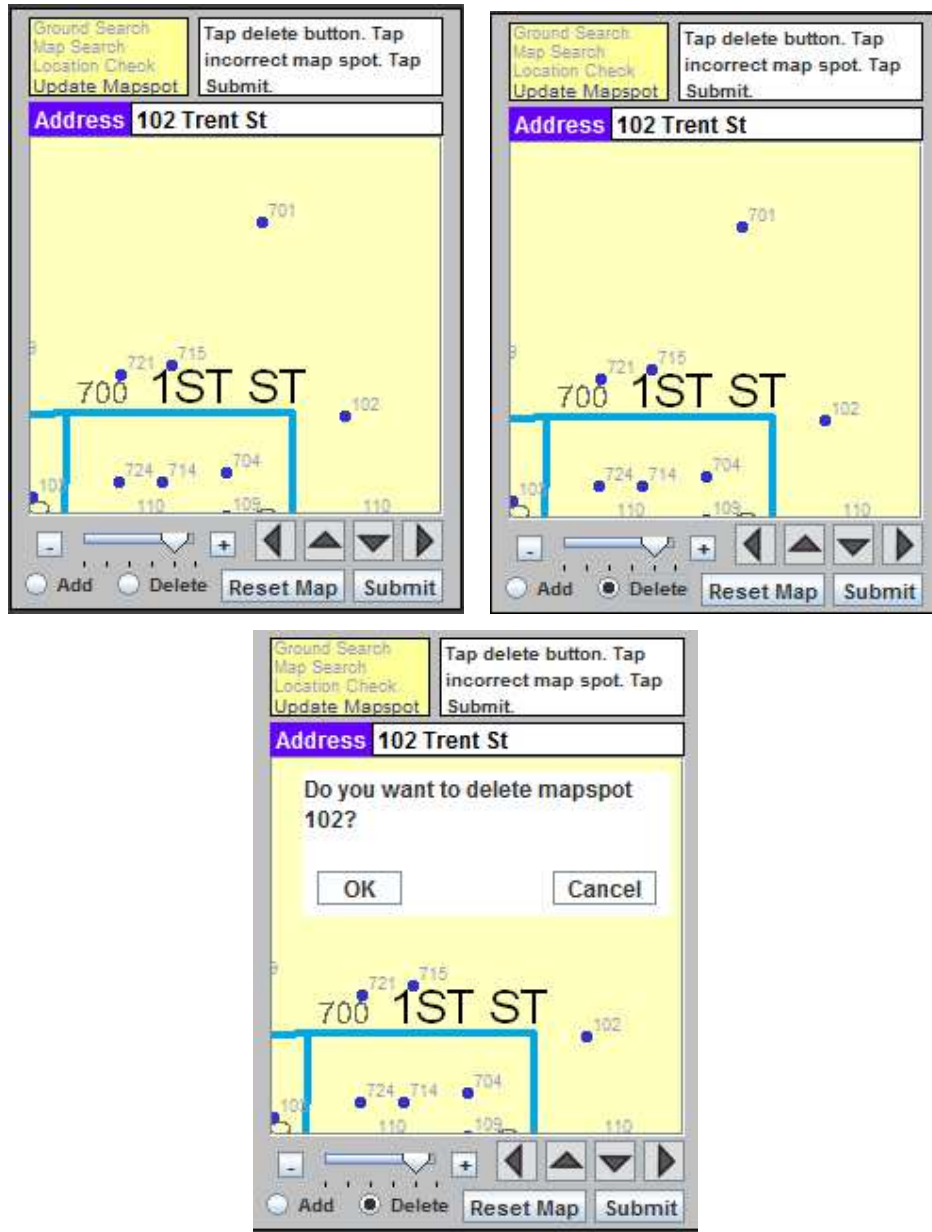 Ground Search
Map Search
Location Check
Update Mapspot
Tap delete button. Tap
incorrect map spot. Tap
Submit.
Address 102 Trent St
701
721 715
700 1ST ST
102
724 714 704
110 109 110
- +
Add Delete Reset Map Submit
Ground Search
Map Search
Location Check
Update Mapspot
Tap delete button. Tap
incorrect map spot. Tap
Submit.
Address 102 Trent St
701
721 715
700 1ST ST
102
724 714 704
110 109 110
- +
Add Delete Reset Map Submit
Ground Search
Map Search
Location Check
Update Mapspot
Tap delete button. Tap
incorrect map spot. Tap
Submit.
Address 102 Trent St
Do you want to delete mapspot
102?
OK Cancel
721 715
700 1ST ST
102
724 714 704
110 109 110
- +
Add Delete Reset Map Submit